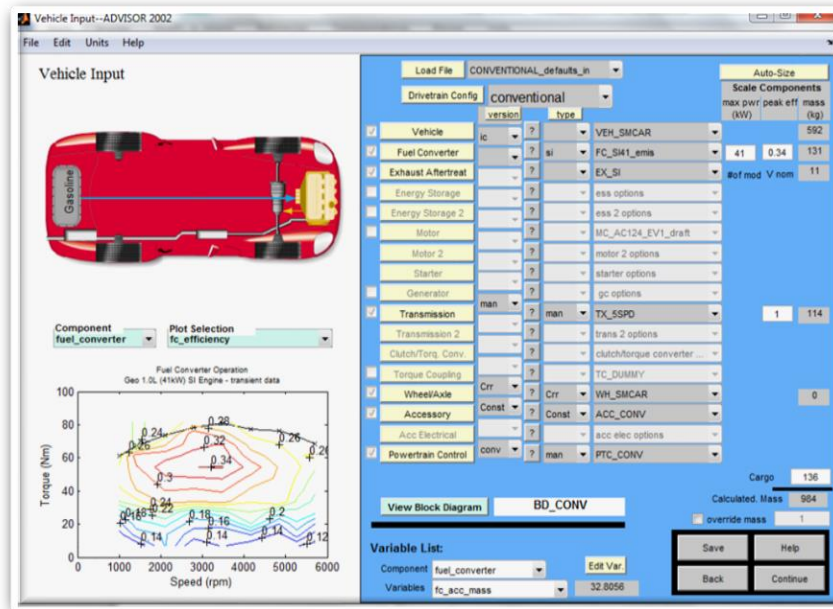 Vehicle Input--ADVISOR 2002
File Edit Units Help
Vehicle Input
Gasoline
Component
fuel_converter
Plot Selection
fc_efficiency
Fuel Converter Operation
Geo 1.0L (41kW) SI Engine - transient data
Torque (Nm)
100
80
60
40
20
0
0.24 0.28 0.26
0.26 0.32 0.26
0.34
0.3
0.24
0.18 0.22 0.18 0.16 0.2 0.18
0.14 0.14 0.14 0.12
0 1000 2000 3000 4000 5000 6000
Speed (rpm)
Load File CONVENTIONAL_defaults_in
Auto-Size
Drivetrain Config conventional
Scale Components
version type max pwr (kW) peak eff mass (kg)
Vehicle ic ? VEH_SMCAR 592
Fuel Converter ? si FC_SI41_emis 41 0.34 131
Exhaust Aftertreat ? EX_SI #of mod V nom 11
Energy Storage ? ess options
Energy Storage 2 ? ess 2 options
Motor ? MC_AC124_EV1_draft
Motor 2 ? motor 2 options
Starter ? starter options
Generator ? gc options
Transmission man ? man TX_5SPD 1 114
Transmission 2 ? trans 2 options
Clutch/Torq. Conv. ? clutch/torque converter ...
Torque Coupling ? TC_DUMMY
Wheel/Axle Crr ? Crr WH_SMCAR 0
Accessory Const ? Const ACC_CONV
Acc Electrical ? acc elec options
Powertrain Control conv ? man PTC_CONV
Cargo 136
Calculated. Mass 984
View Block Diagram BD_CONV
override mass 1
Variable List:
Component fuel_converter Edit Var.
Variables fc_acc_mass 32.8056
Save Help
Back Continue